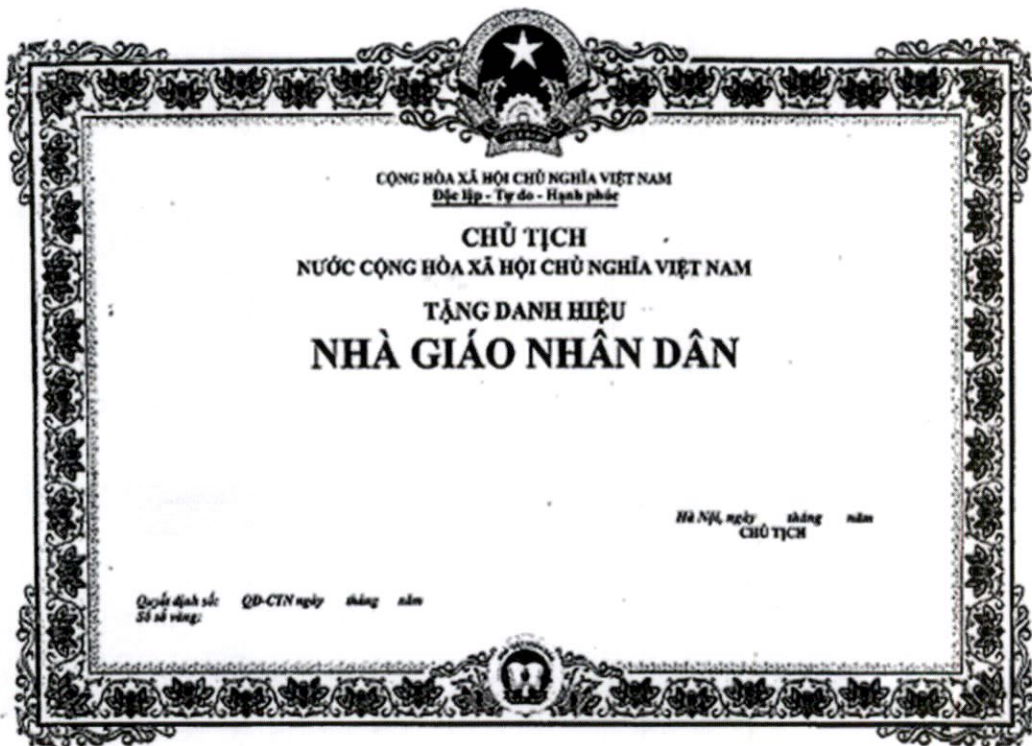 CỘNG HÒA XÃ HỘI CHỦ NGHĨA VIỆT NAM
Độc lập - Tự do - Hạnh phúc
CHỦ TỊCH
NƯỚC CỘNG HÒA XÃ HỘI CHỦ NGHĨA VIỆT NAM
TẶNG DANH HIỆU
NHÀ GIÁO NHÂN DÂN
Hà Nội, ngày tháng năm
CHỦ TỊCH
Quyết định số: QĐ-CTN ngày tháng năm
Số sổ vàng: